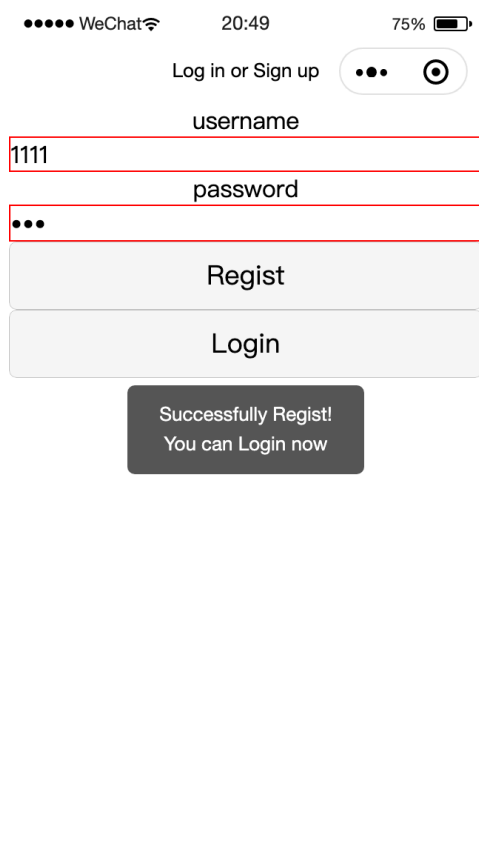 ●●●●● WeChat 20:49 75%
Log in or Sign up
username
1111
password
●●●
Regist
Login
Successfully Regist!
You can Login now